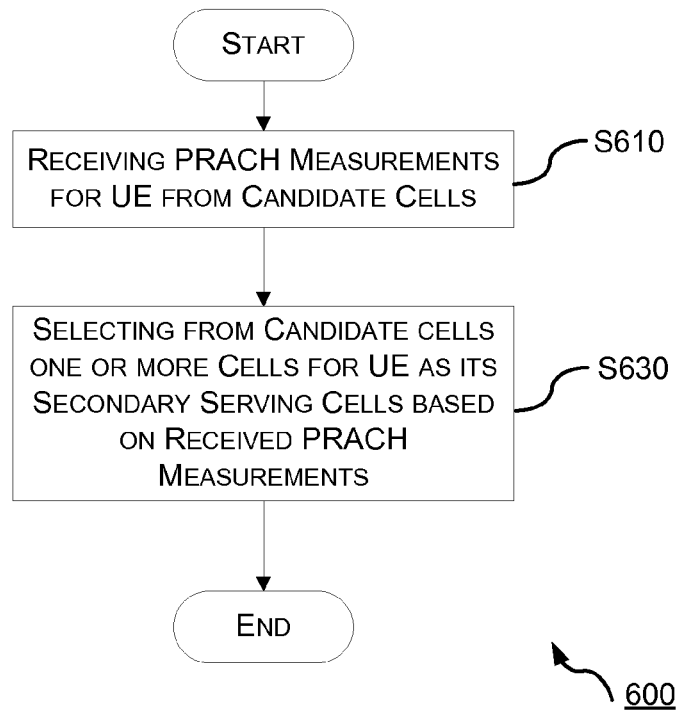 START
RECEIVING PRACH MEASUREMENTS
FOR UE FROM CANDIDATE CELLS
S610
SELECTING FROM CANDIDATE CELLS
ONE OR MORE CELLS FOR UE AS ITS
SECONDARY SERVING CELLS BASED
ON RECEIVED PRACH
MEASUREMENTS
S630
END
600